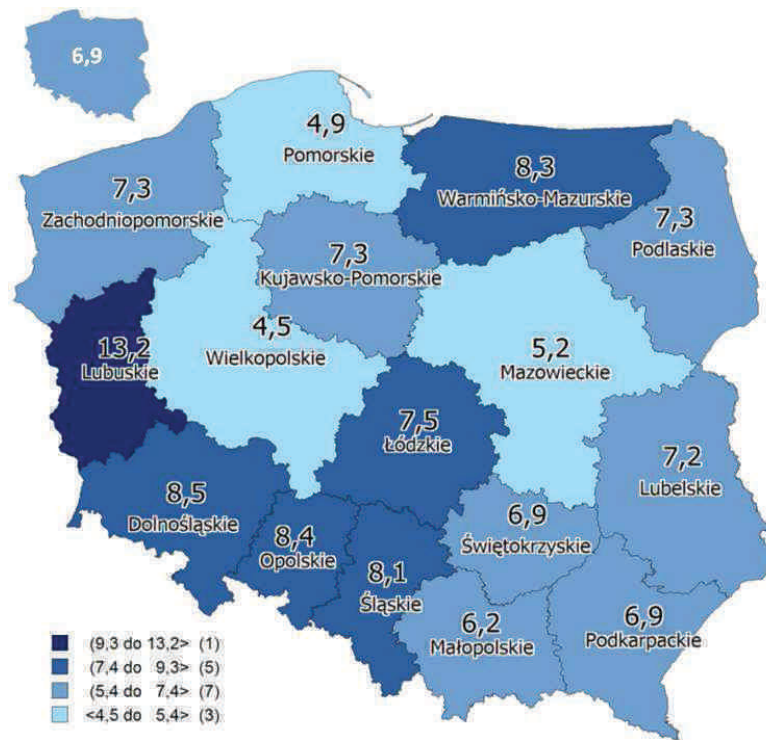 6,9
4,9
Pomorskie
8,3
Warmińsko-Mazurskie
7,3
Zachodniopomorskie
7,3
Podlaskie
7,3
Kujawsko-Pomorskie
4,5
Wielkopolskie
5,2
Mazowieckie
13,2
Lubuskie
7,5
Łódzkie
7,2
Lubelskie
8,5
Dolnośląskie
8,4
Opolskie
6,9
Świętokrzyskie
8,1
Śląskie
6,2
Małopolskie
6,9
Podkarpackie
(9,3 do 13,2> (1)
(7,4 do 9,3> (5)
(5,4 do 7,4> (7)
<4,5 do 5,4> (3)